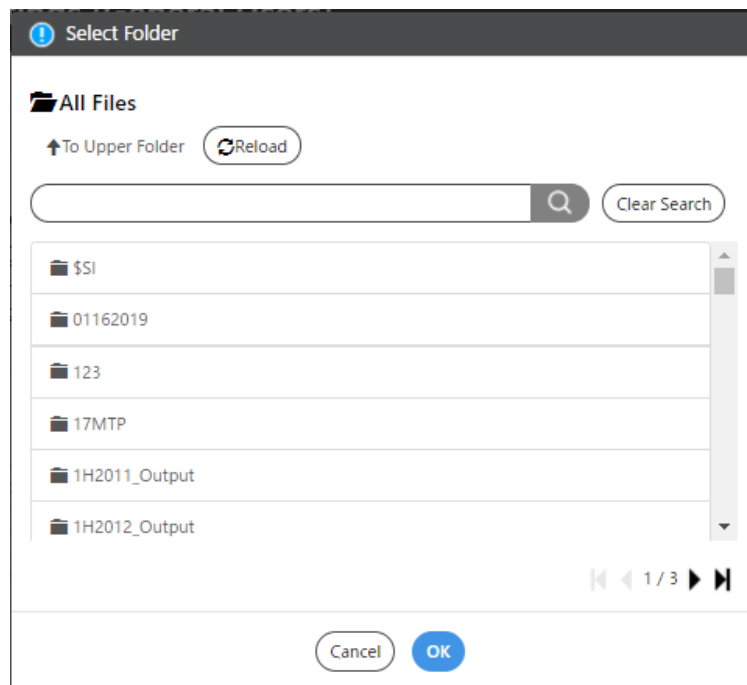 Select Folder
All Files
To Upper Folder Reload
Clear Search
$SI
01162019
123
17MTP
1H2011_Output
1H2012_Output
1 / 3
Cancel OK